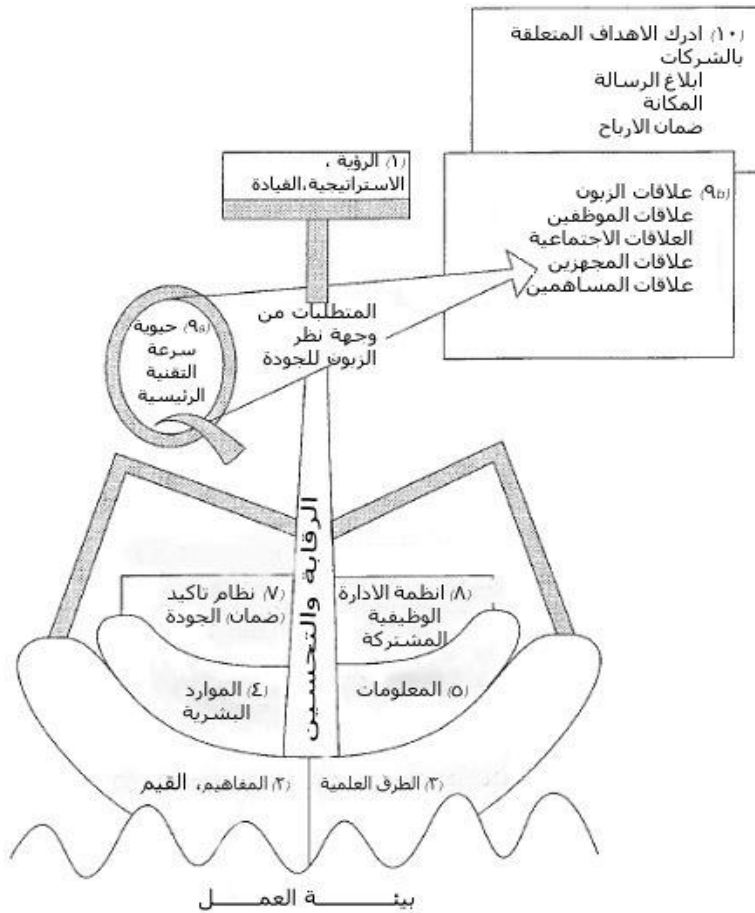 (١٠) ادرك الاهداف المتعلقة
بالشركات
ابلاغ الرسالة
المكانة
ضمان الارباح
(١) الرؤية ،
الاستراتيجية،القيادة
(٩b) علاقات الزبون
علاقات الموظفين
العلاقات الاجتماعية
علاقات المجهزين
علاقات المساهمين
المتطلبات من
وجهة نظر
الزبون للجودة
(٩a) حيوية
سرعة
التقنية
الرئيسية
الرقابة والتحسين
(٨) انظمة الادارة
الوظيفية
المشتركة
(٧) نظام تاكيد
(ضمان) الجودة
(٥) المعلومات
(٤) الموارد
البشرية
(٣) الطرق العلمية
(٢) المفاهيم، القيم
بيئـــــة العمـــــل